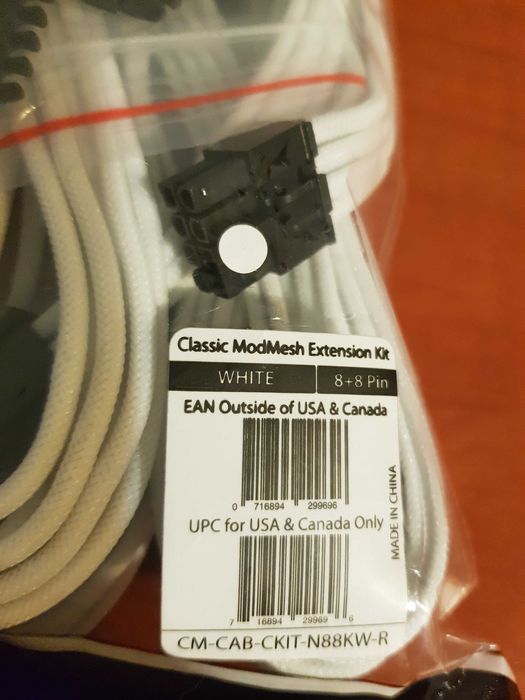 Classic ModMesh Extension Kit
WHITE
8+8 Pin
EAN Outside of USA & Canada
0 716894 299696
UPC for USA & Canada Only
7 16894 29969 6
CM-CAB-CKIT-N88KW-R
MADE IN CHINA